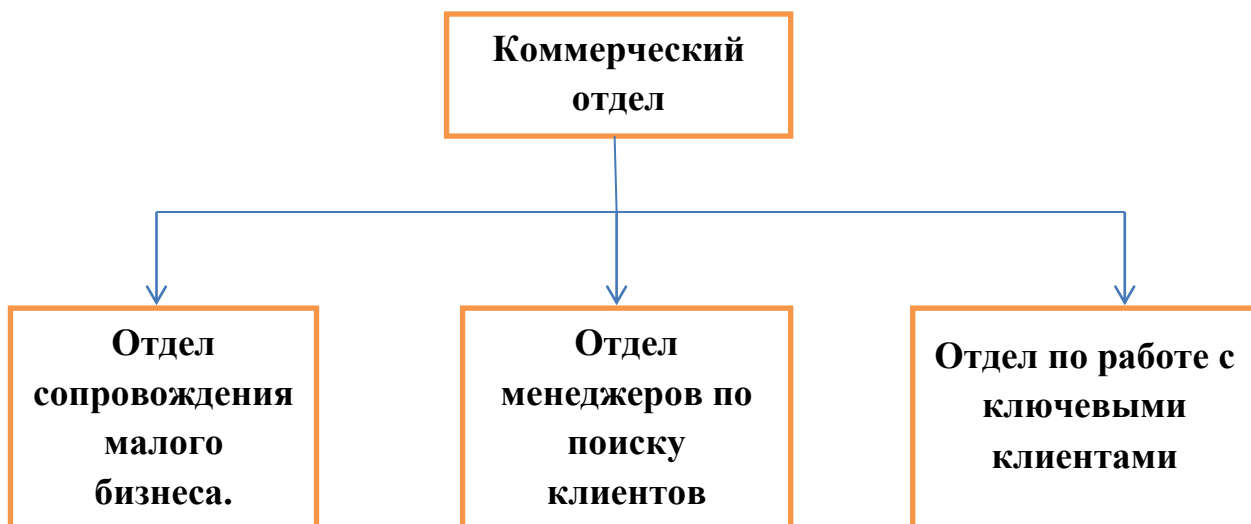 Коммерческий
отдел
Отдел
сопровождения
малого
бизнеса.
Отдел
менеджеров по
поиску
клиентов
Отдел по работе с
ключевыми
клиентами